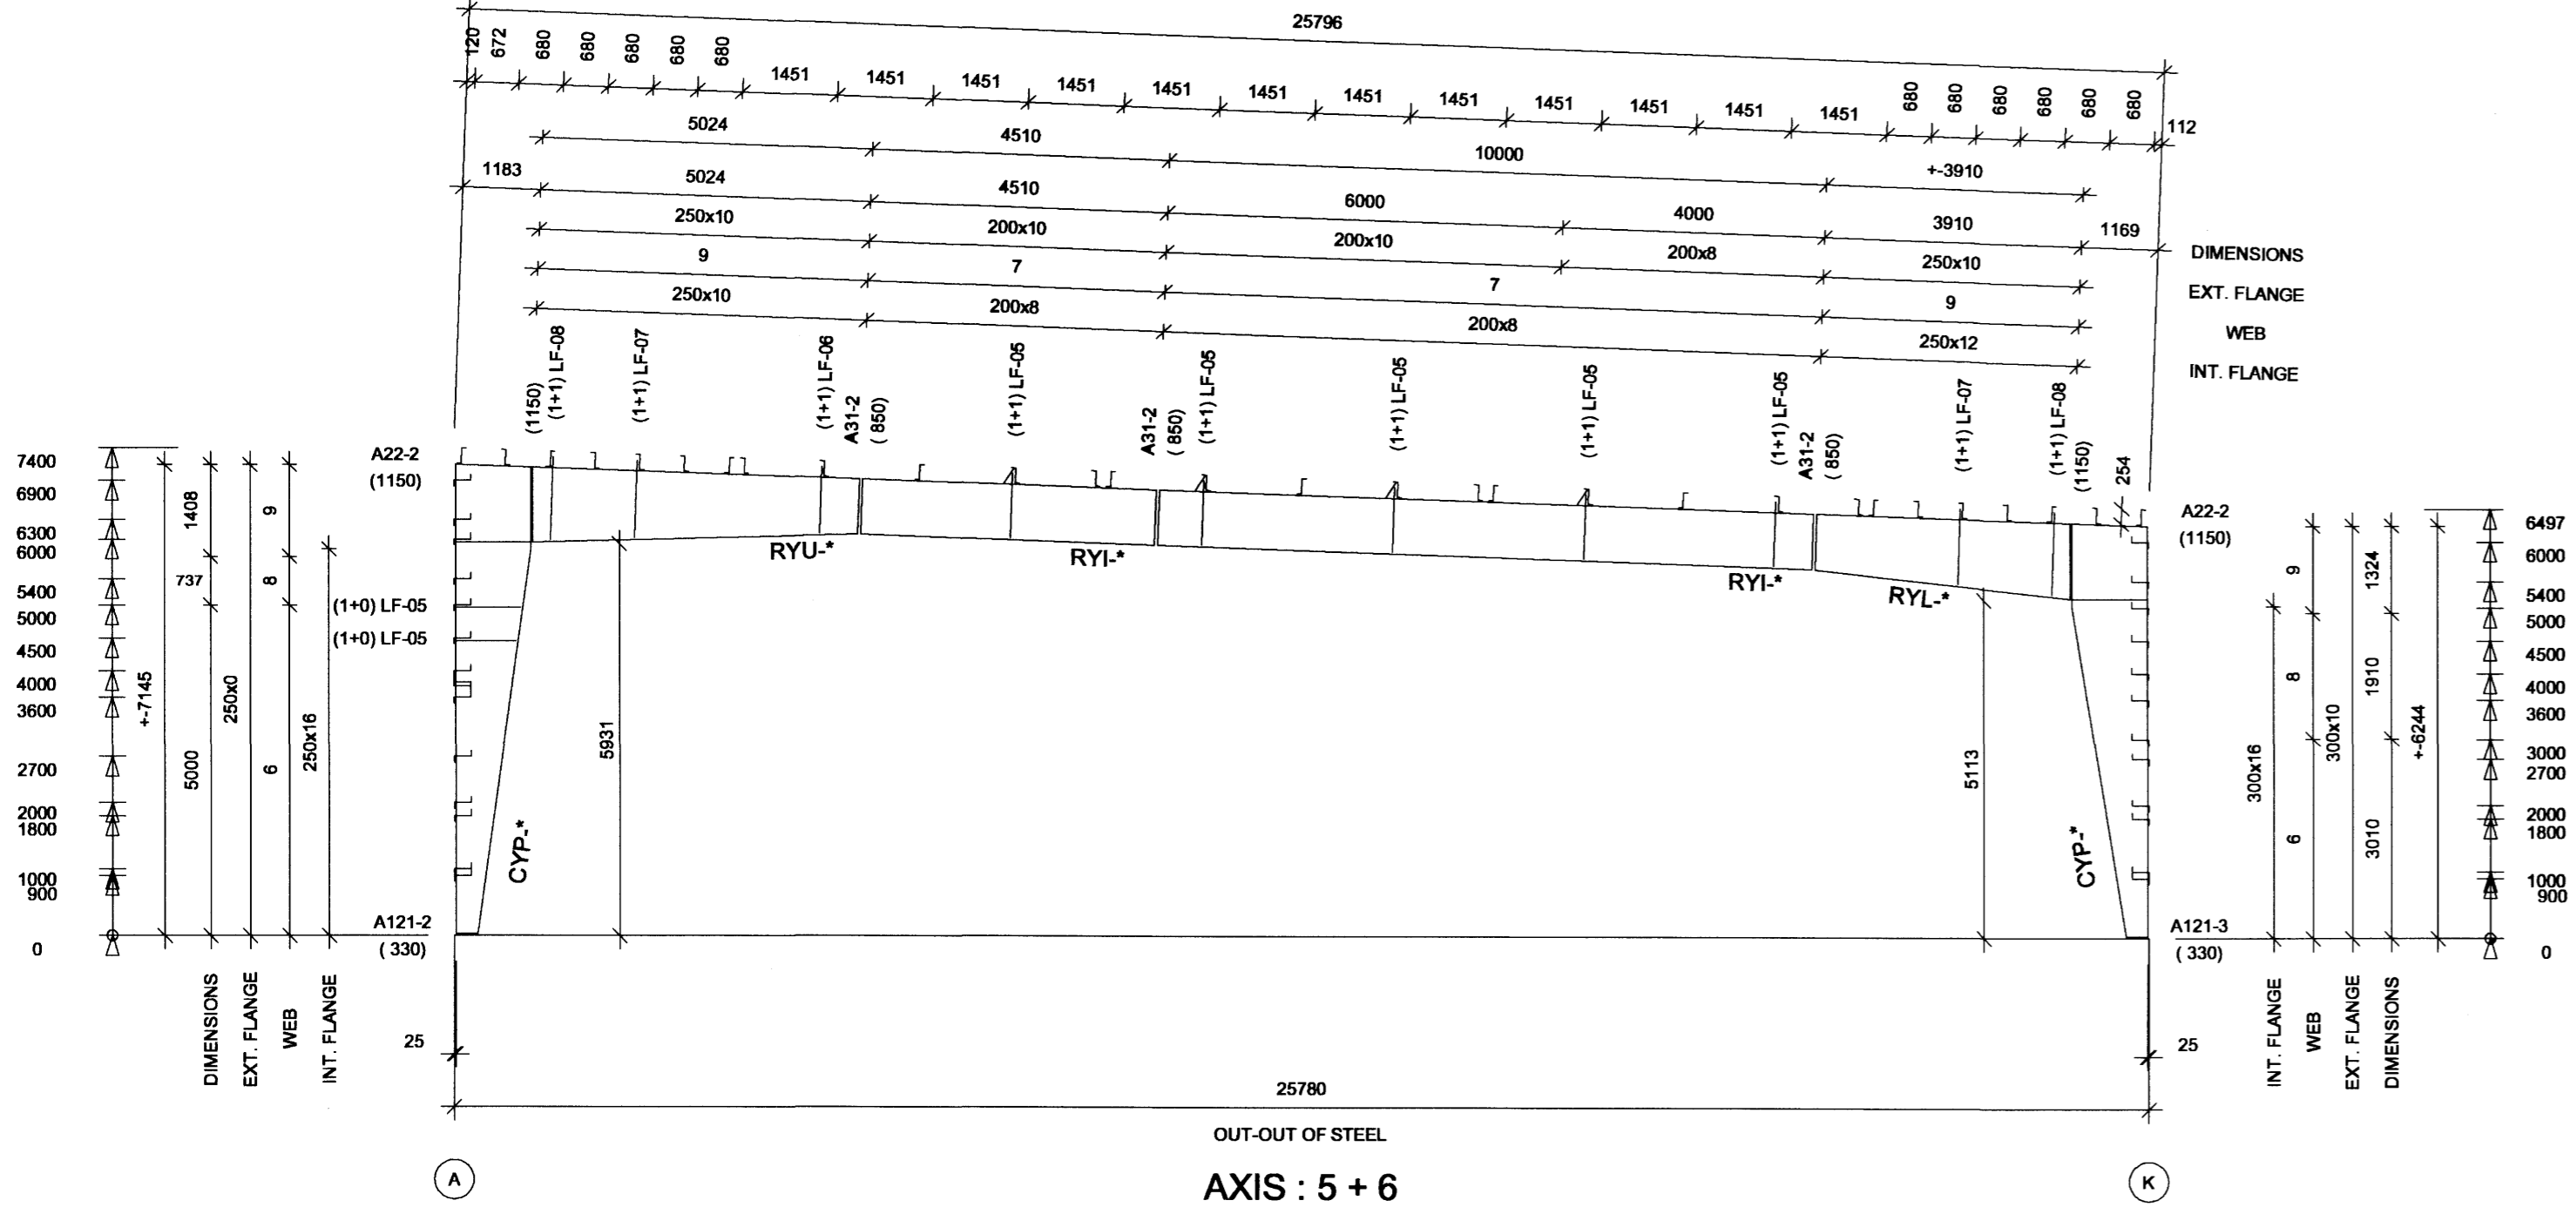 25796
120 672 680 680 680 680 680 1451 1451 1451 1451 1451 1451 1451 1451 1451 1451 1451 1451 680 680 680 680 680 680 112
5024 4510 10000 +-3910
1183 5024 4510 6000 4000 3910 1169 DIMENSIONS
250x10 200x10 200x10 200x8 250x10 EXT. FLANGE
9 7 7 9 WEB
250x10 200x8 200x8 250x12 INT. FLANGE
(1150) (1+1) LF-08 (1+1) LF-07 (1+1) LF-06 A31-2 ( 850) (1+1) LF-05 A31-2 ( 850) (1+1) LF-05 (1+1) LF-05 (1+1) LF-05 (1+1) LF-05 A31-2 ( 850) (1+1) LF-07 (1+1) LF-08 (1150) 254
A22-2
(1150)
A22-2
(1150)
RYU-* RYI-* RYI-* RYL-*
7400
6900
6300
6000
5400
5000
4500
4000
3600
2700
2000
1800
1000
900
0
+-7145
1408 737 5000
250x0
9 8 6
250x16
(1+0) LF-05
(1+0) LF-05
CYP-*
5931
5113
CYP-*
A121-2
( 330)
A121-3
( 330)
300x16
9 8 6
300x10
1324 1910 3010
+-6244
6497
6000
5400
5000
4500
4000
3600
3000
2700
2000
1800
1000
900
0
DIMENSIONS
EXT. FLANGE
WEB
INT. FLANGE
25
25
INT. FLANGE
WEB
EXT. FLANGE
DIMENSIONS
25780
OUT-OUT OF STEEL
A
AXIS : 5 + 6
K